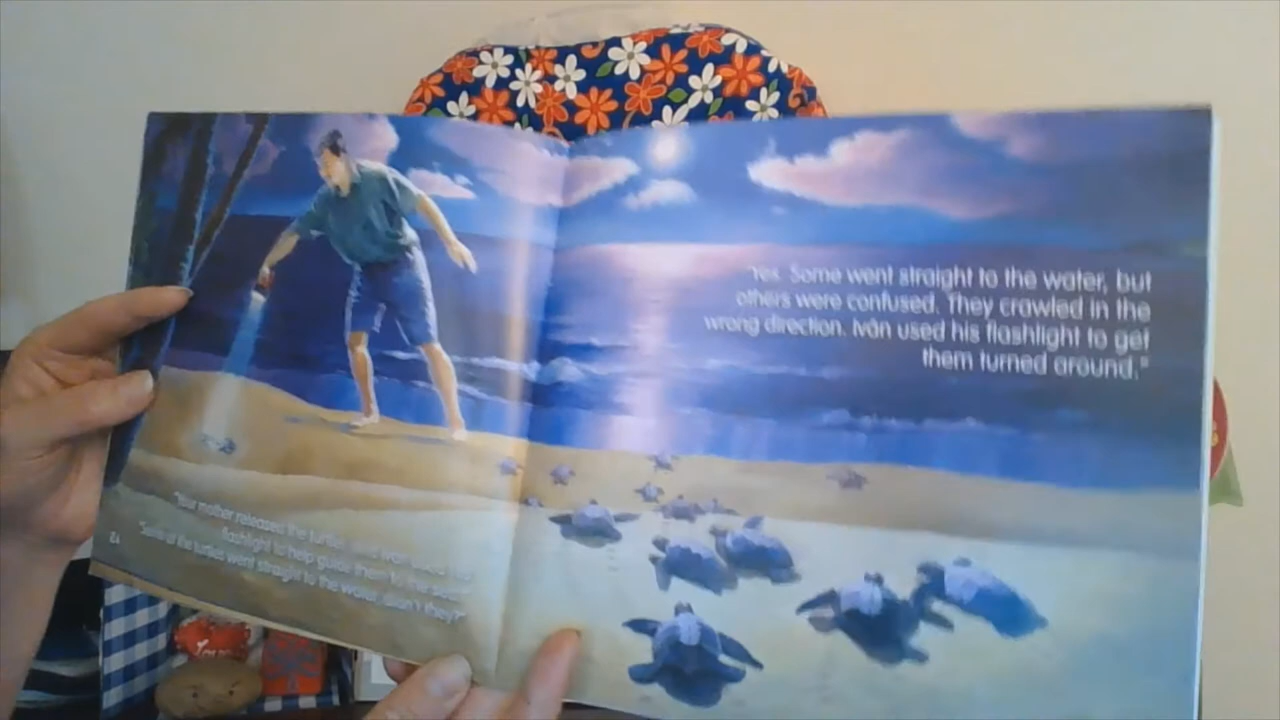 "Your mother released the turtles, and Iván used his
flashlight to help guide them to the water."
"Some of the turtles went straight to the water, didn't they?"
"Yes. Some went straight to the water, but
others were confused. They crawled in the
wrong direction. Iván used his flashlight to get
them turned around."